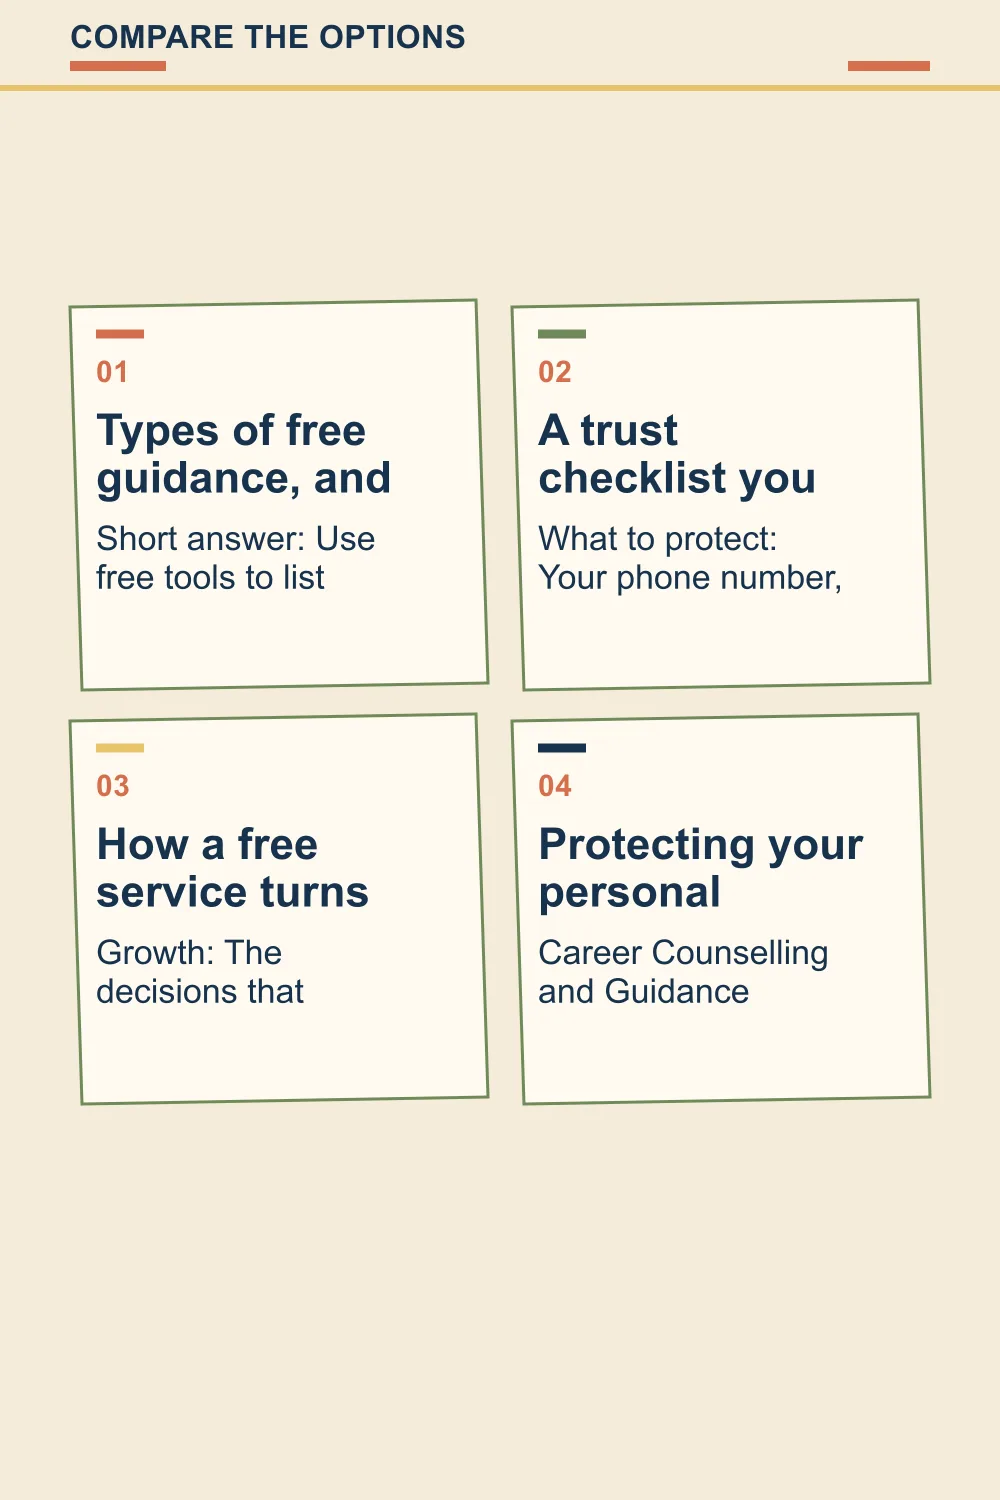 COMPARE THE OPTIONS
01
Types of free
guidance, and
Short answer: Use
free tools to list
02
A trust
checklist you
What to protect:
Your phone number,
03
How a free
service turns
Growth: The
decisions that
04
Protecting your
personal
Career Counselling
and Guidance